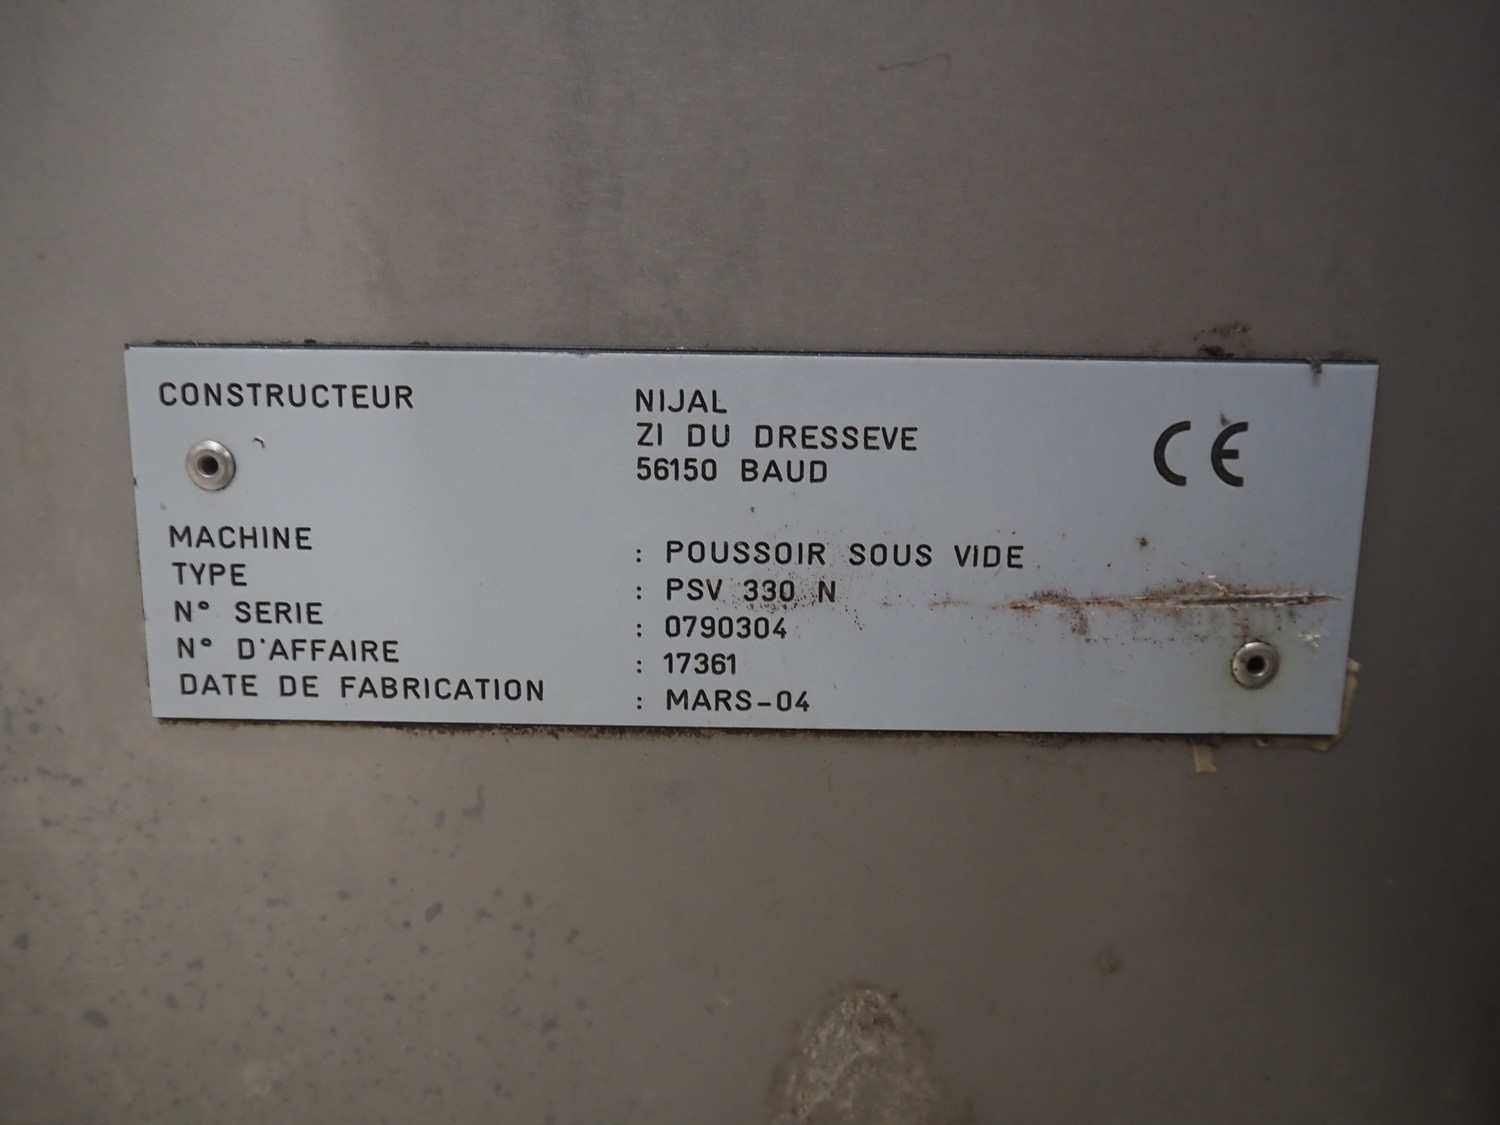 CONSTRUCTEUR NIJAL
ZI DU DRESSEVE
56150 BAUD
CE
MACHINE : POUSSOIR SOUS VIDE
TYPE : PSV 330 N
N° SERIE : 0790304
N° D'AFFAIRE : 17361
DATE DE FABRICATION : MARS-04